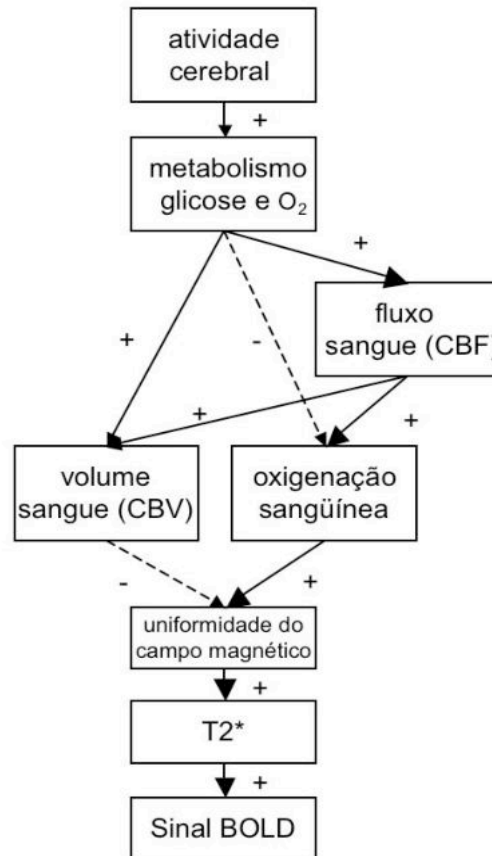 atividade
cerebral
+
metabolismo
glicose e O₂
+
fluxo
sangue (CBF)
+
-
+
+
volume
sangue (CBV)
oxigenação
sangüínea
-
+
uniformidade do
campo magnético
+
T2*
+
Sinal BOLD